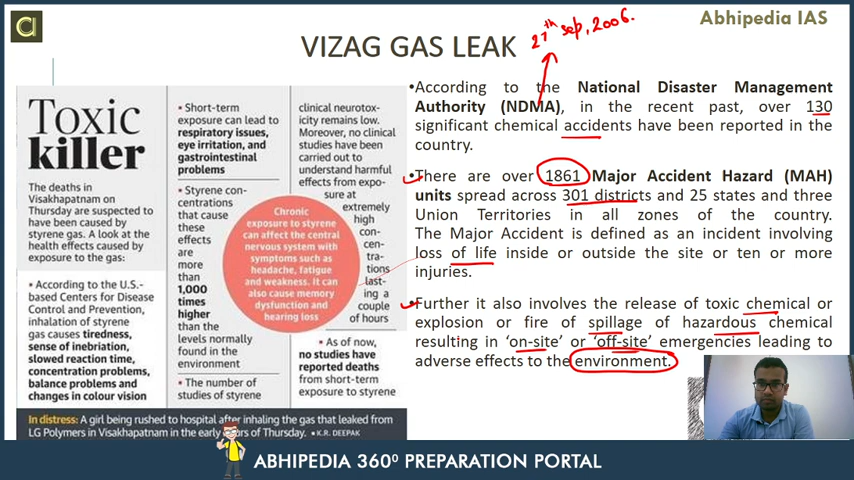 Abhipedia IAS
VIZAG GAS LEAK
27th Sep, 2006.
Toxic
killer
The deaths in
Visakhapatnam on
Thursday are suspected to
have been caused by
styrene gas. A look at the
health effects caused by
exposure to the gas:
▪ According to the U.S.-
based Centers for Disease
Control and Prevention,
inhalation of styrene
gas causes tiredness,
sense of inebriation,
slowed reaction time,
concentration problems,
balance problems and
changes in colour vision
▪ Short-term
exposure can lead to
respiratory issues,
eye irritation, and
gastrointestinal
problems
▪ Styrene con-
centrations
that cause
these
effects
are
more
than
1,000
times
higher
than the
levels normally
found in the
environment
▪ The number of
studies of styrene
Chronic
exposure to styrene
can affect the central
nervous system with
symptoms such as
headache, fatigue
and weakness. It can
also cause memory
dysfunction and
hearing loss
clinical neurotox-
icity remains low.
Moreover, no clinical
studies have been
carried out to
understand harmful
effects from expo-
sure at
extremely
high
con-
cen-
tra-
tions
last-
ing a
couple
of hours
▪ As of now,
no studies have
reported deaths
from short-term
exposure to styrene
In distress: A girl being rushed to hospital after inhaling the gas that leaked from
LG Polymers in Visakhapatnam in the early hours of Thursday. ▪ K.R. DEEPAK
•According to the National Disaster Management
Authority (NDMA), in the recent past, over 130
significant chemical accidents have been reported in the
country.
•There are over 1861 Major Accident Hazard (MAH)
units spread across 301 districts and 25 states and three
Union Territories in all zones of the country.
The Major Accident is defined as an incident involving
loss of life inside or outside the site or ten or more
injuries.
•Further it also involves the release of toxic chemical or
explosion or fire of spillage of hazardous chemical
resulting in ‘on-site’ or ‘off-site’ emergencies leading to
adverse effects to the environment.
ABHIPEDIA 360⁰ PREPARATION PORTAL